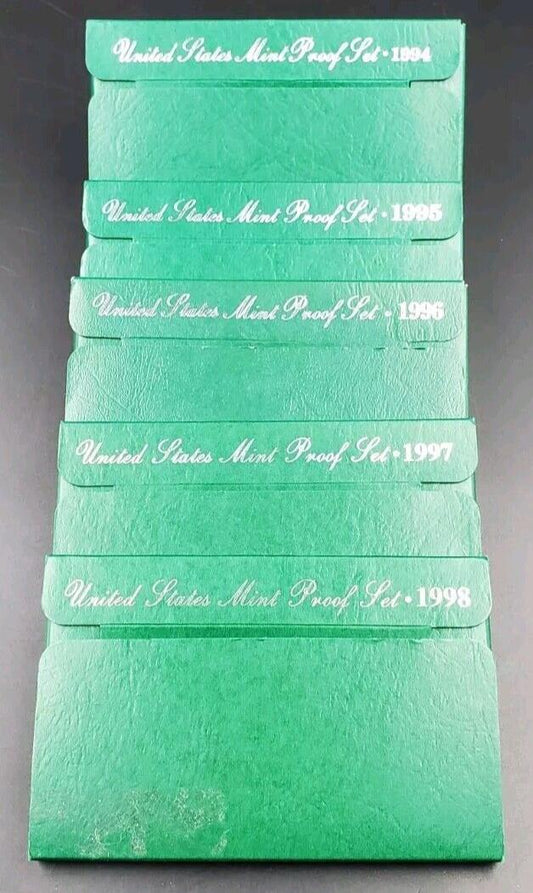 United States Mint Proof Set • 1994
United States Mint Proof Set • 1995
United States Mint Proof Set • 1996
United States Mint Proof Set • 1997
United States Mint Proof Set • 1998